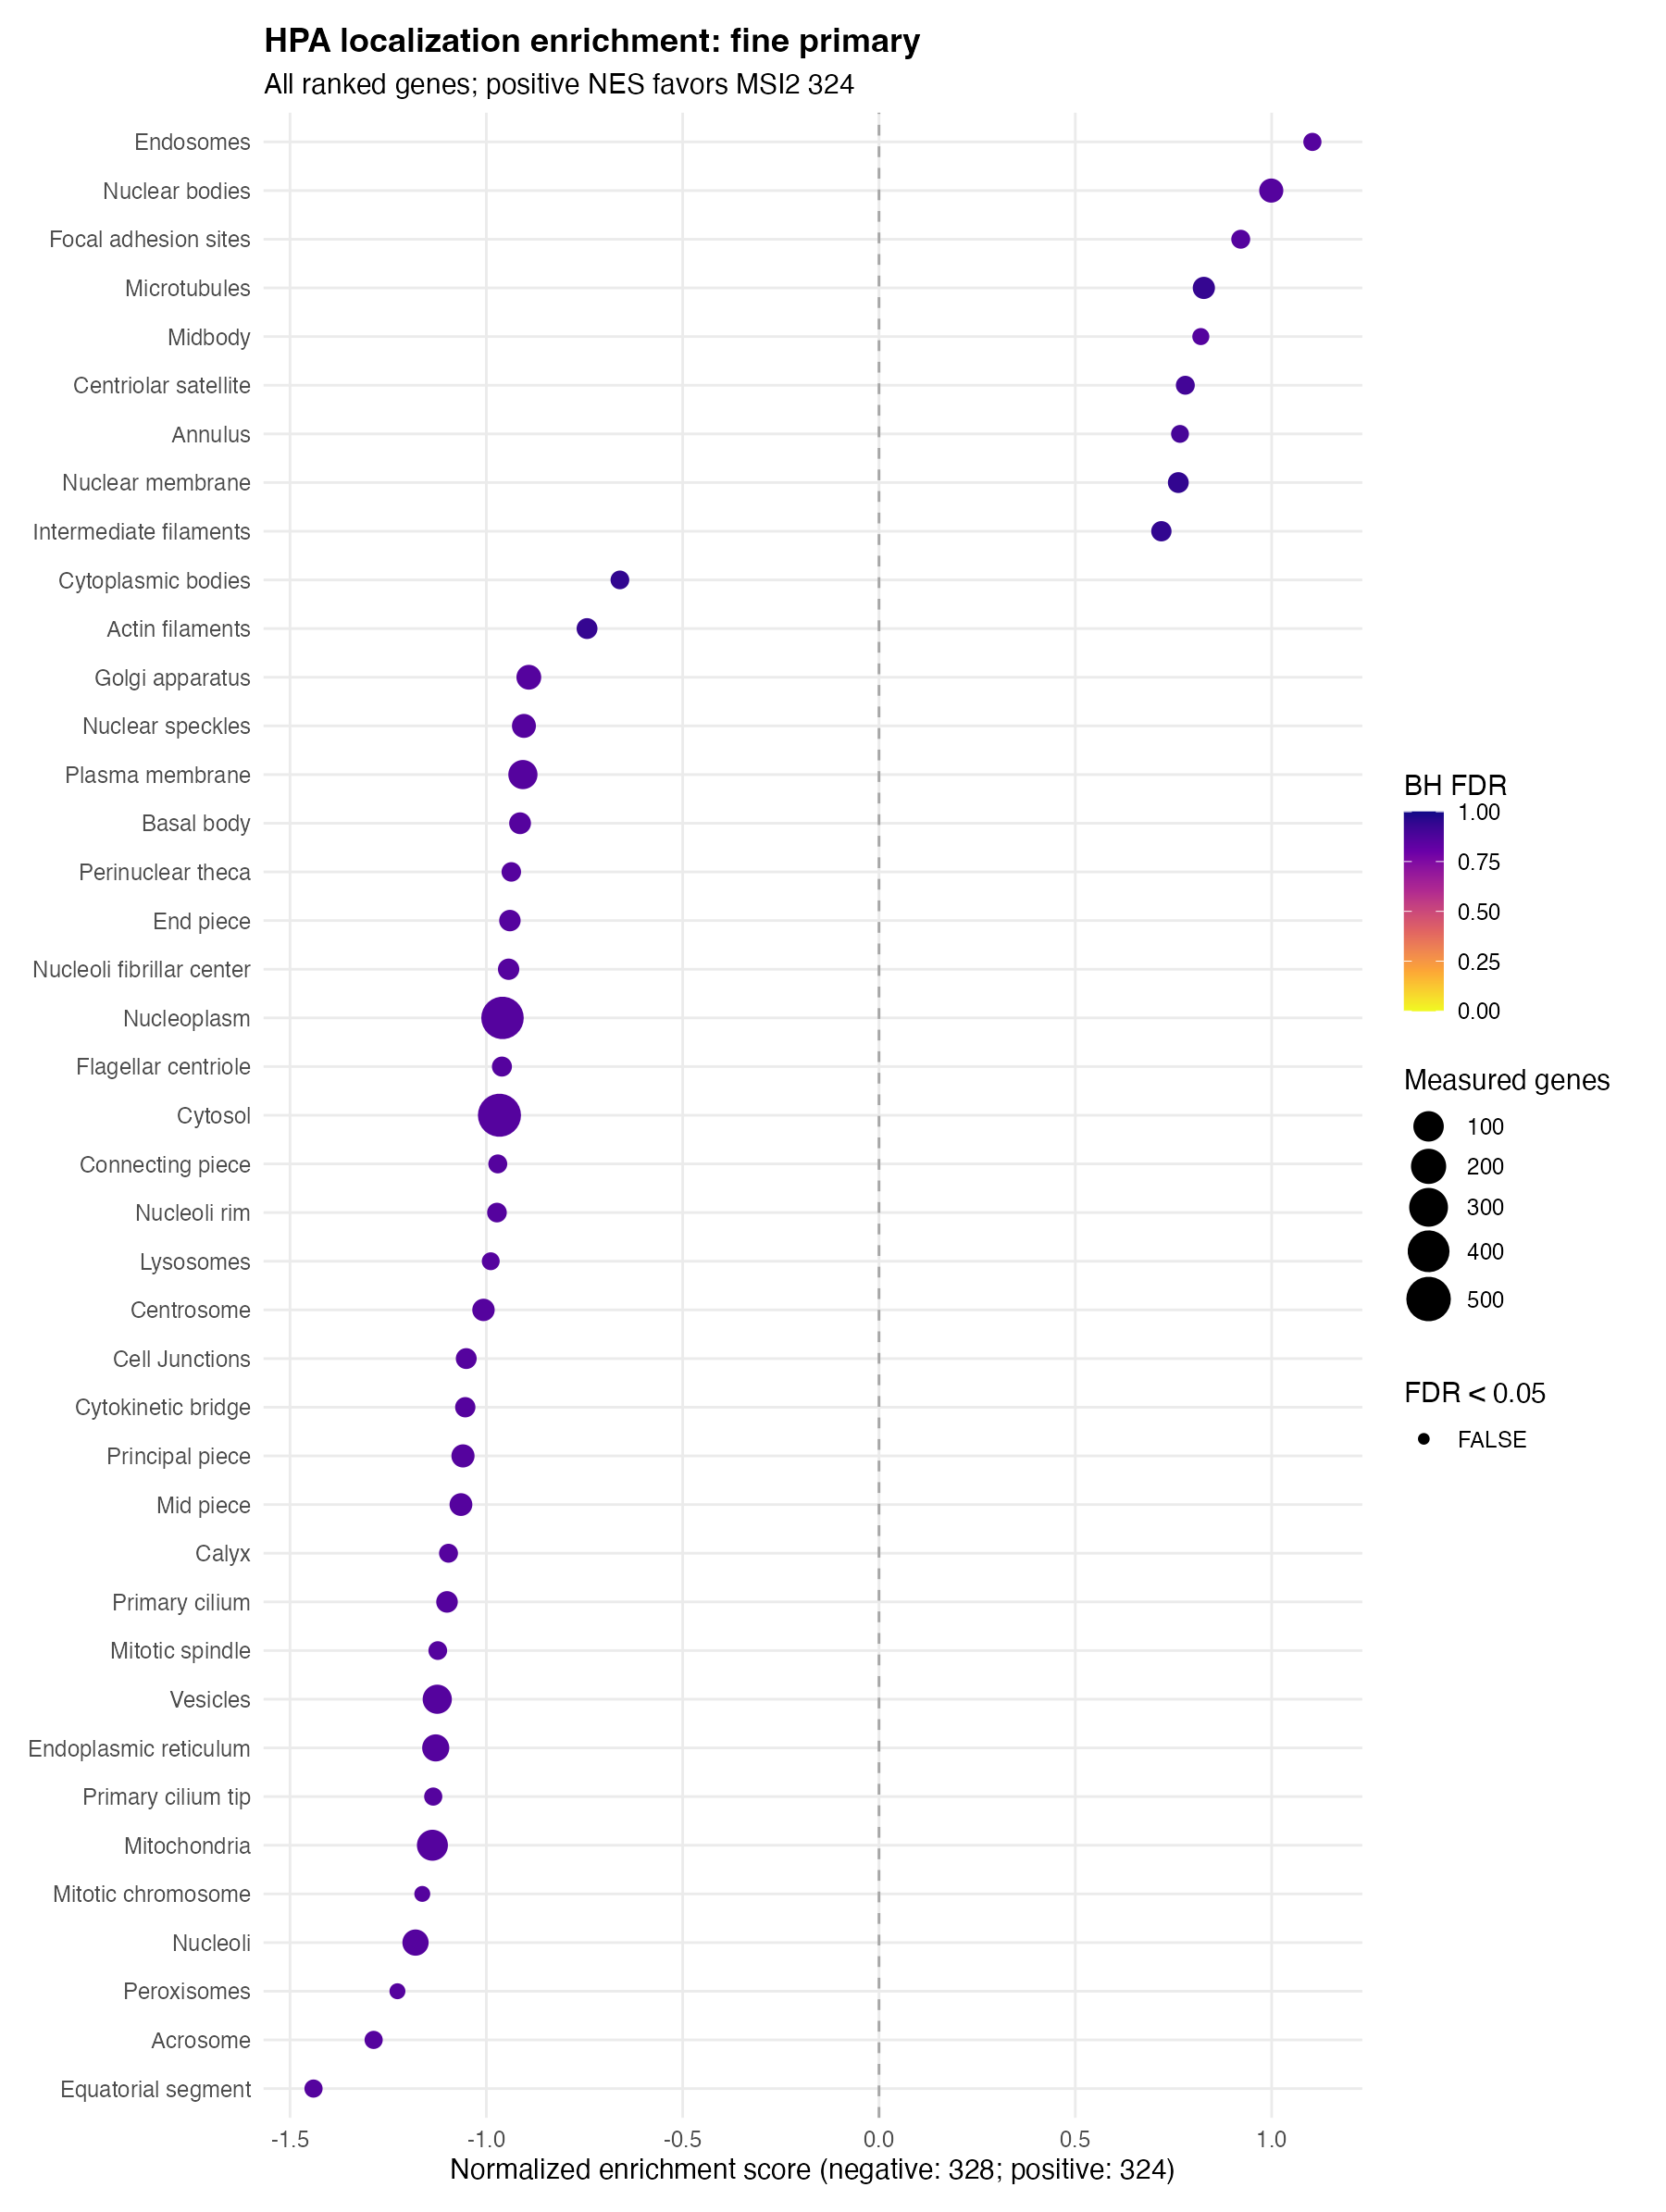 HPA localization enrichment: fine primary
All ranked genes; positive NES favors MSI2 324
Endosomes
Nuclear bodies
Focal adhesion sites
Microtubules
Midbody
Centriolar satellite
Annulus
Nuclear membrane
Intermediate filaments
Cytoplasmic bodies
Actin filaments
Golgi apparatus
Nuclear speckles
Plasma membrane
Basal body
Perinuclear theca
End piece
Nucleoli fibrillar center
Nucleoplasm
Flagellar centriole
Cytosol
Connecting piece
Nucleoli rim
Lysosomes
Centrosome
Cell Junctions
Cytokinetic bridge
Principal piece
Mid piece
Calyx
Primary cilium
Mitotic spindle
Vesicles
Endoplasmic reticulum
Primary cilium tip
Mitochondria
Mitotic chromosome
Nucleoli
Peroxisomes
Acrosome
Equatorial segment
-1.5 -1.0 -0.5 0.0 0.5 1.0
Normalized enrichment score (negative: 328; positive: 324)
BH FDR
1.00
0.75
0.50
0.25
0.00
Measured genes
100
200
300
400
500
FDR < 0.05
FALSE